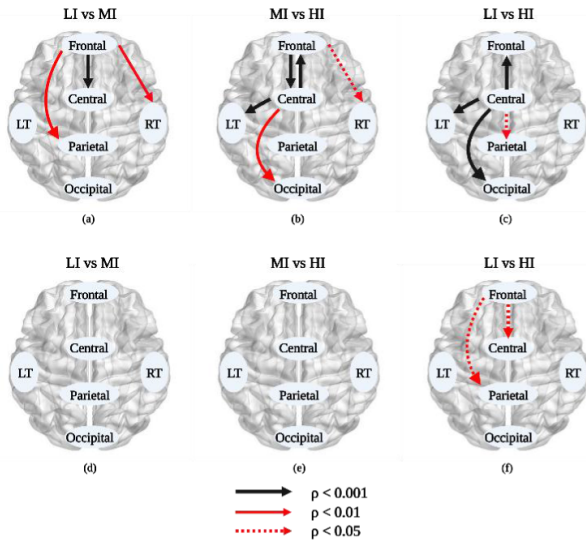 LI vs MI
MI vs HI
LI vs HI
Frontal
Frontal
Frontal
Central
Central
Central
LT
RT
LT
RT
LT
RT
Parietal
Parietal
Parietal
Occipital
Occipital
Occipital
(a)
(b)
(c)
LI vs MI
MI vs HI
LI vs HI
Frontal
Frontal
Frontal
Central
Central
Central
LT
RT
LT
RT
LT
RT
Parietal
Parietal
Parietal
Occipital
Occipital
Occipital
(d)
(e)
(f)
ρ < 0.001
ρ < 0.01
ρ < 0.05